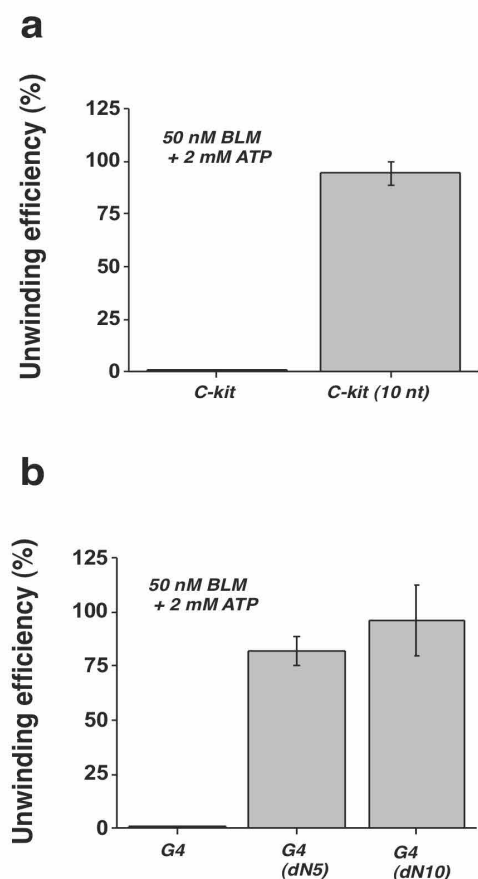 a
Unwinding efficiency (%)
125
100
75
50
25
0
50 nM BLM
+ 2 mM ATP
C-kit
C-kit (10 nt)
b
Unwinding efficiency (%)
125
100
75
50
25
0
50 nM BLM
+ 2 mM ATP
G4
G4
(dN5)
G4
(dN10)